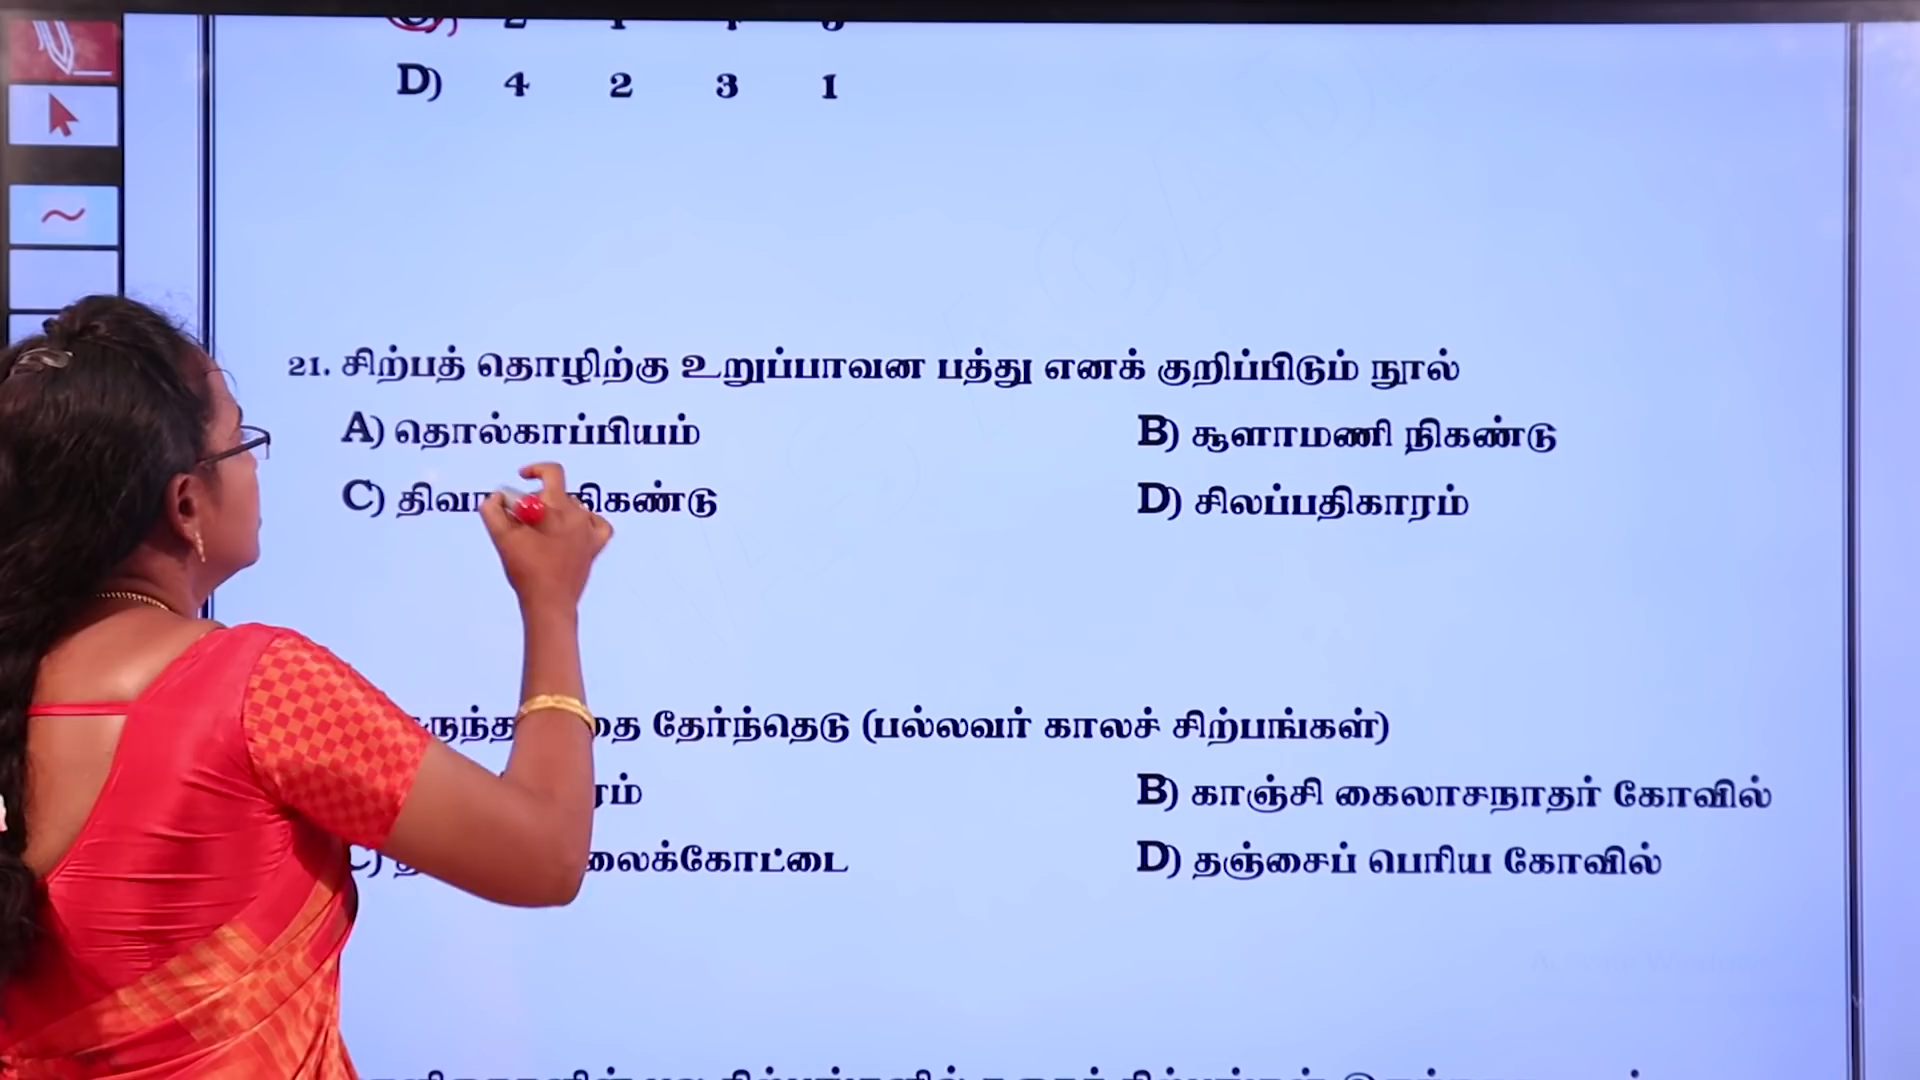 D) 4 2 3 1
21. சிற்பத் தொழிற்கு உறுப்பாவன பத்து எனக் குறிப்பிடும் நூல்
A) தொல்காப்பியம் B) சூளாமணி நிகண்டு
C) நிகண்டு D) சிலப்பதிகாரம்
தேர்ந்தெடு (பல்லவர் காலச் சிற்பங்கள்)
B) காஞ்சி கைலாசநாதர் கோவில்
D) தஞ்சைப் பெரிய கோவில்